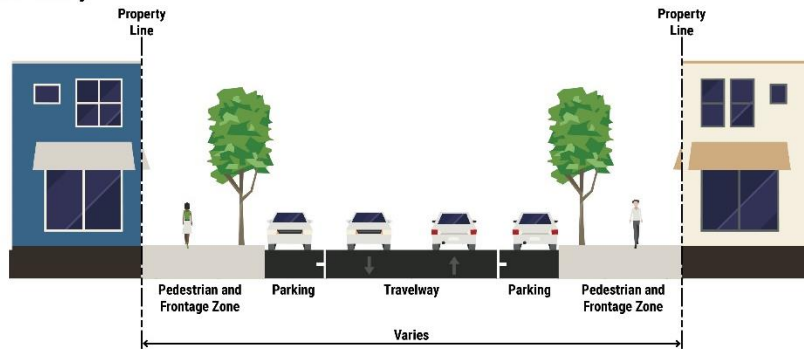 Property
Line
Property
Line
Pedestrian and
Frontage Zone
Parking
Travelway
Parking
Pedestrian and
Frontage Zone
Varies